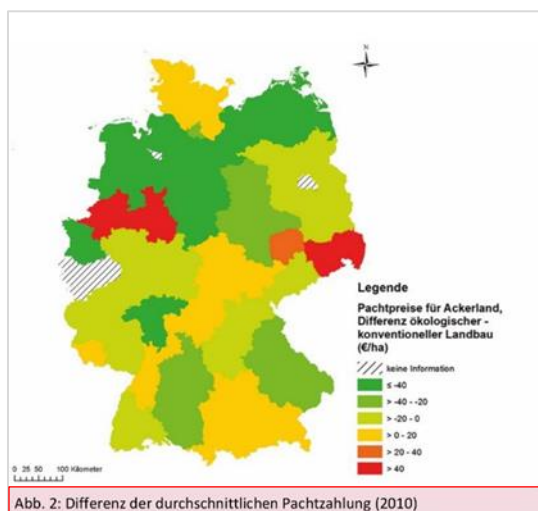 N
Legende
Pachtpreise für Ackerland,
Differenz ökologischer -
konventioneller Landbau
(€/ha)
keine Information
≤ -40
> -40 - -20
> -20 - 0
> 0 - 20
> 20 - 40
> 40
0 25 50 100 Kilometer
Abb. 2: Differenz der durchschnittlichen Pachtzahlung (2010)